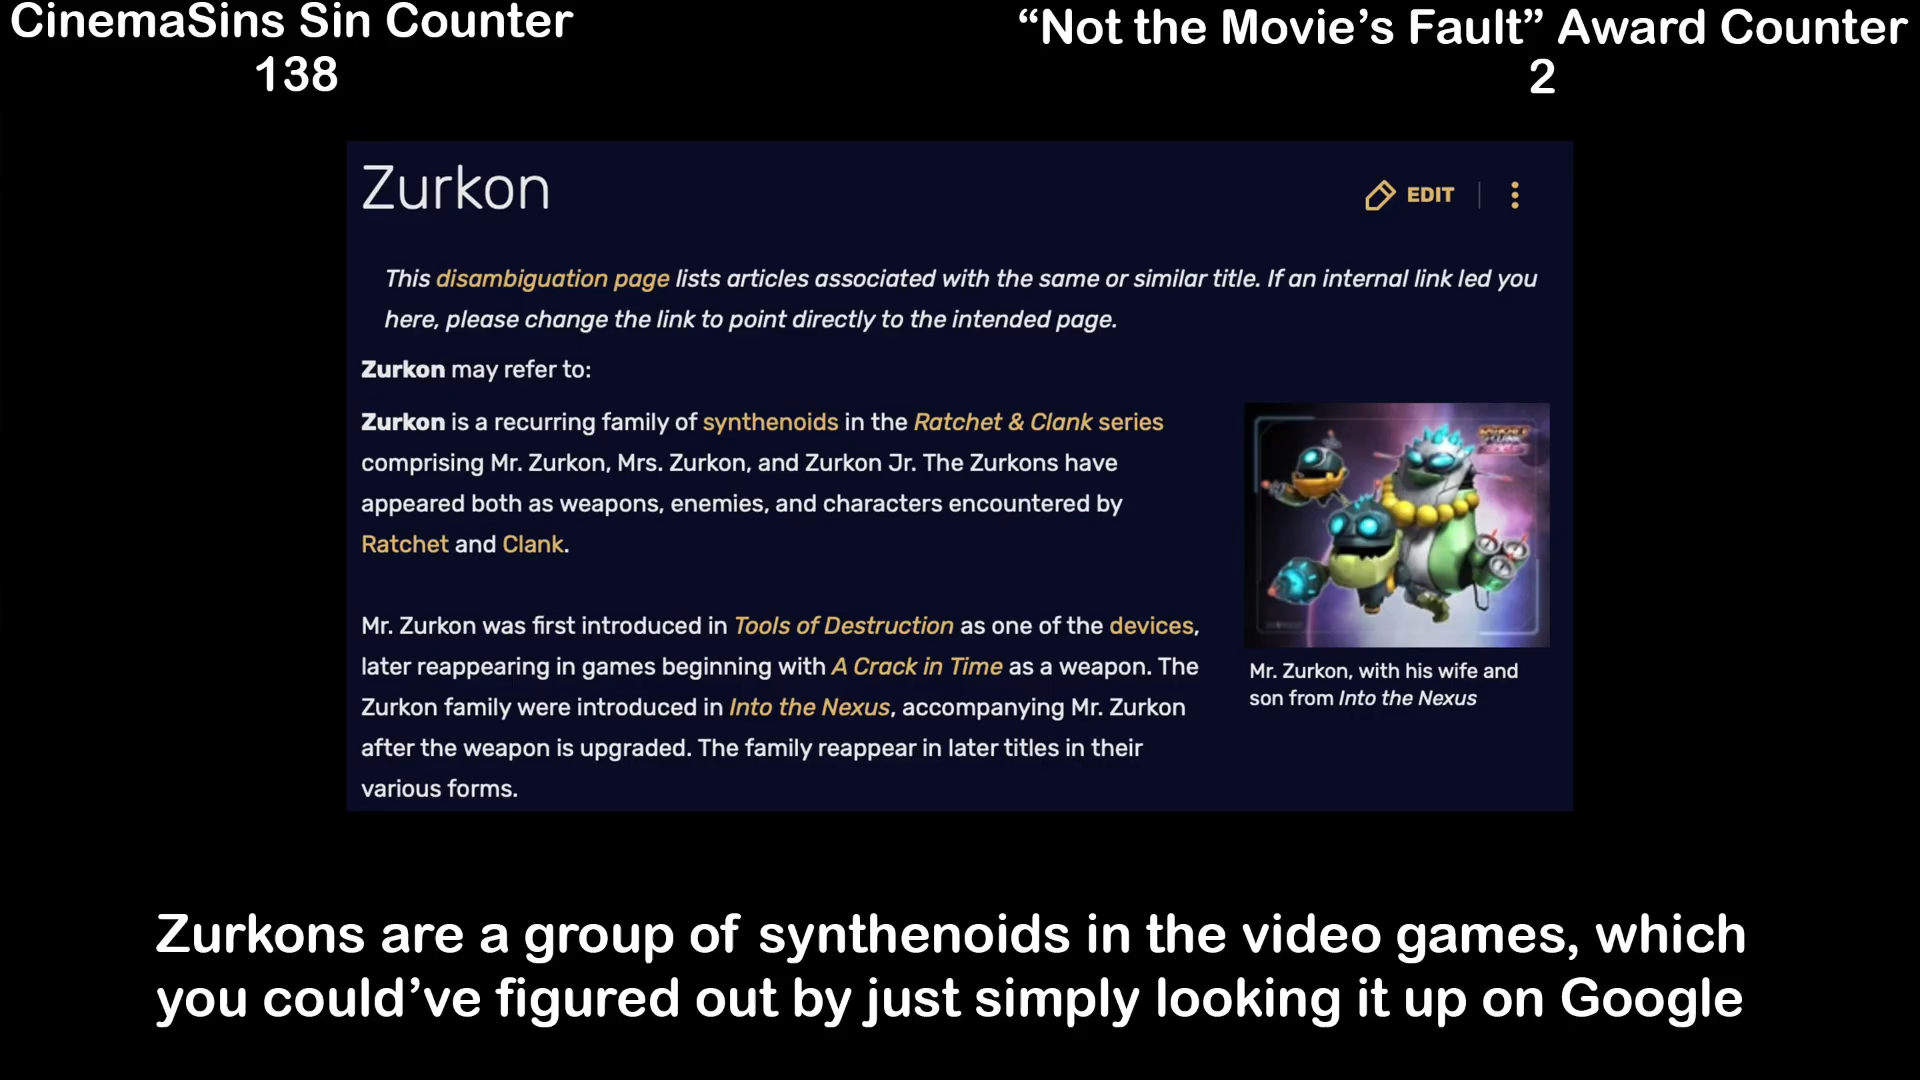 CinemaSins Sin Counter
138
“Not the Movie’s Fault” Award Counter
2
Zurkon
EDIT
This disambiguation page lists articles associated with the same or similar title. If an internal link led you
here, please change the link to point directly to the intended page.
Zurkon may refer to:
Zurkon is a recurring family of synthenoids in the Ratchet & Clank series
comprising Mr. Zurkon, Mrs. Zurkon, and Zurkon Jr. The Zurkons have
appeared both as weapons, enemies, and characters encountered by
Ratchet and Clank.
Mr. Zurkon was first introduced in Tools of Destruction as one of the devices,
later reappearing in games beginning with A Crack in Time as a weapon. The
Zurkon family were introduced in Into the Nexus, accompanying Mr. Zurkon
after the weapon is upgraded. The family reappear in later titles in their
various forms.
Mr. Zurkon, with his wife and
son from Into the Nexus
Zurkons are a group of synthenoids in the video games, which
you could’ve figured out by just simply looking it up on Google